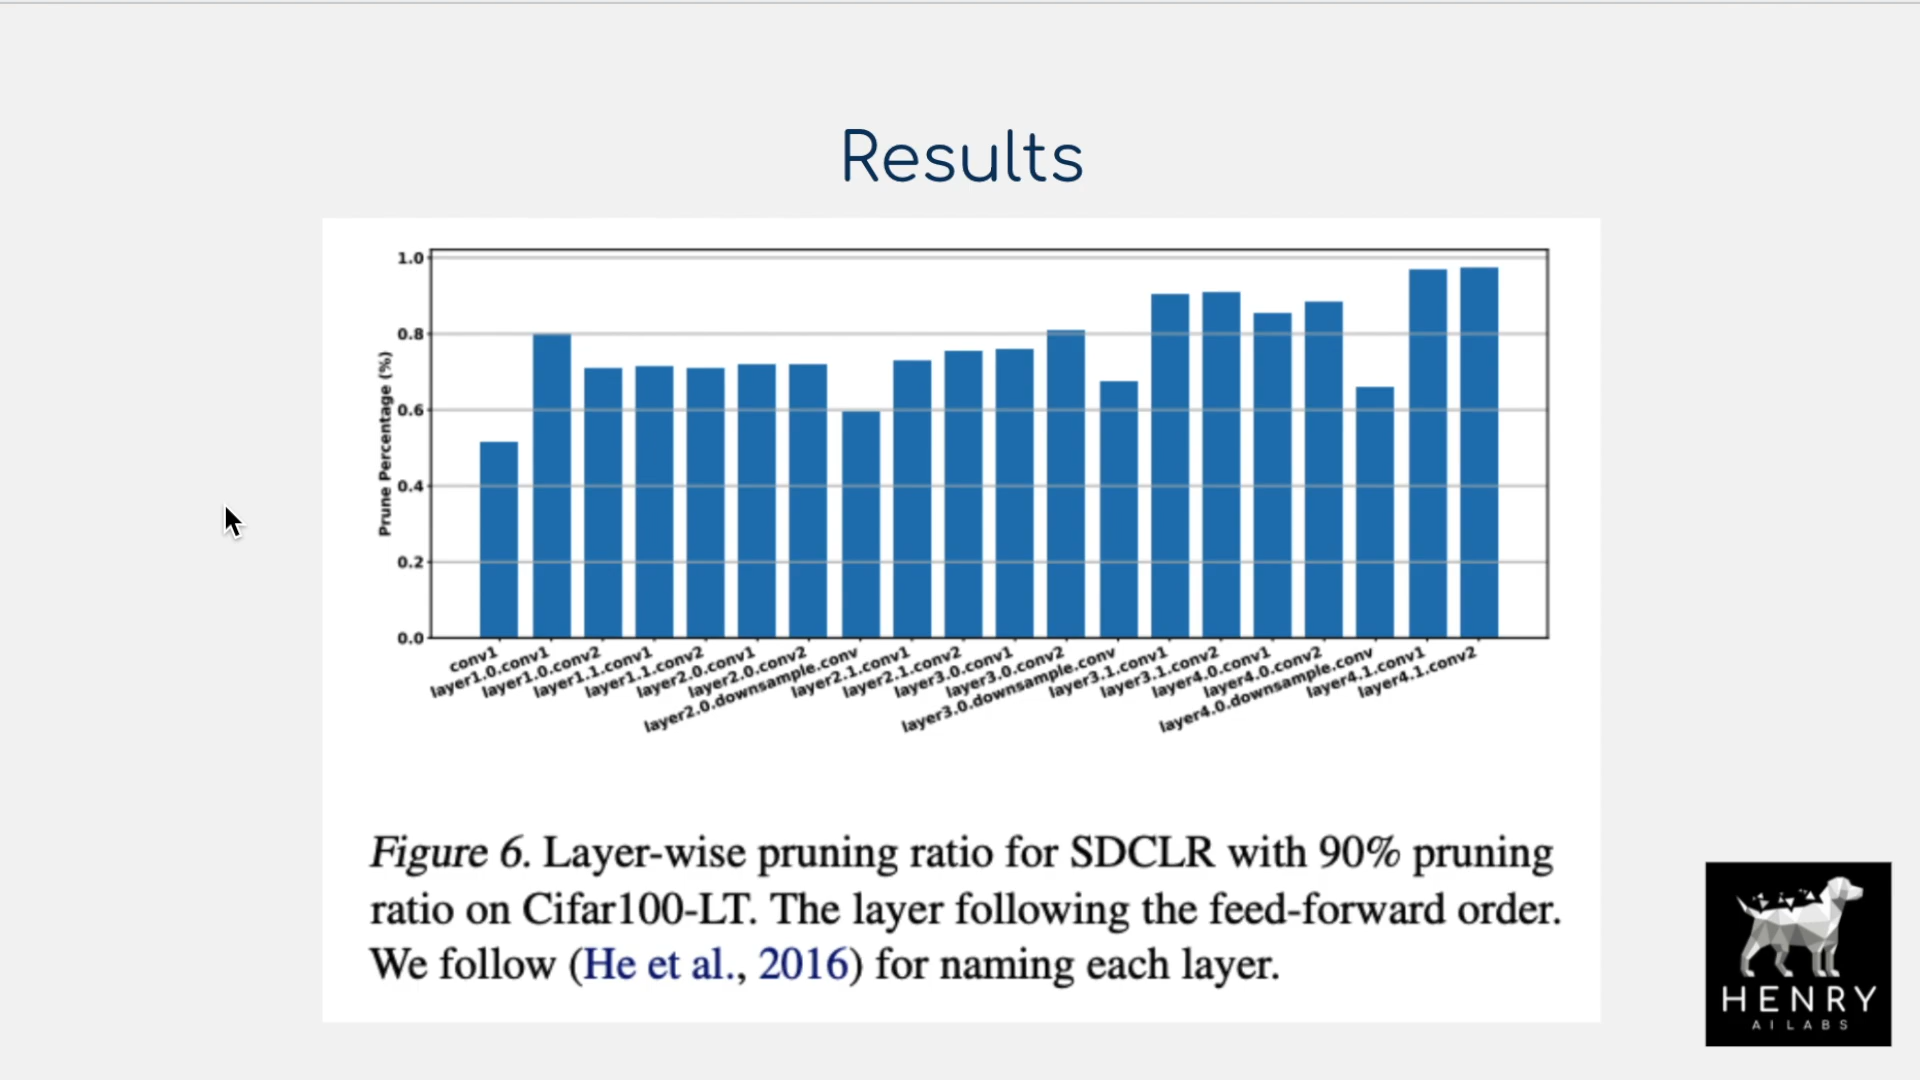 Results
1.0
0.8
0.6
0.4
0.2
0.0
Prune Percentage (%)
conv1
layer1.0.conv1
layer1.0.conv2
layer1.1.conv1
layer1.1.conv2
layer2.0.conv1
layer2.0.conv2
layer2.0.downsample.conv
layer2.1.conv1
layer2.1.conv2
layer3.0.conv1
layer3.0.conv2
layer3.0.downsample.conv
layer3.1.conv1
layer3.1.conv2
layer4.0.conv1
layer4.0.conv2
layer4.0.downsample.conv
layer4.1.conv1
layer4.1.conv2
Figure 6. Layer-wise pruning ratio for SDCLR with 90% pruning
ratio on Cifar100-LT. The layer following the feed-forward order.
We follow (He et al., 2016) for naming each layer.
HENRY
AI LABS